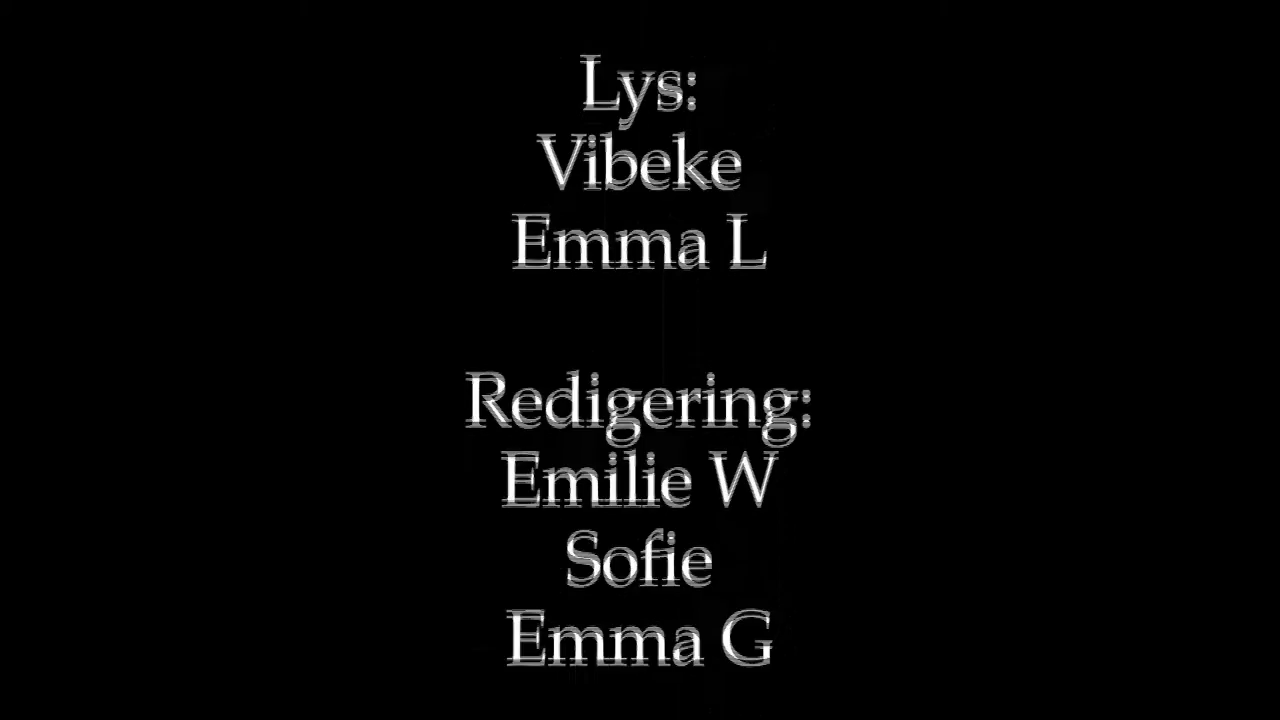 Lys:
Vibeke
Emma L
Redigering:
Emilie W
Sofie
Emma G